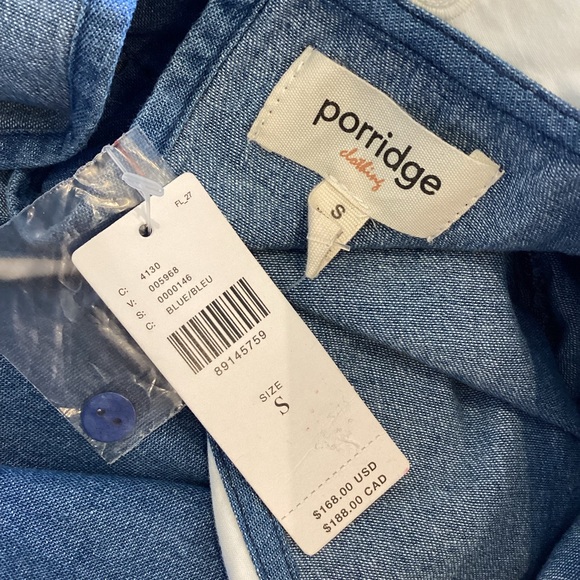 porridge
clothing
S
FL_27
C: 4130
V: 005968
S: 0000146
C: BLUE/BLEU
89145759
SIZE
S
$168.00 USD
$188.00 CAD